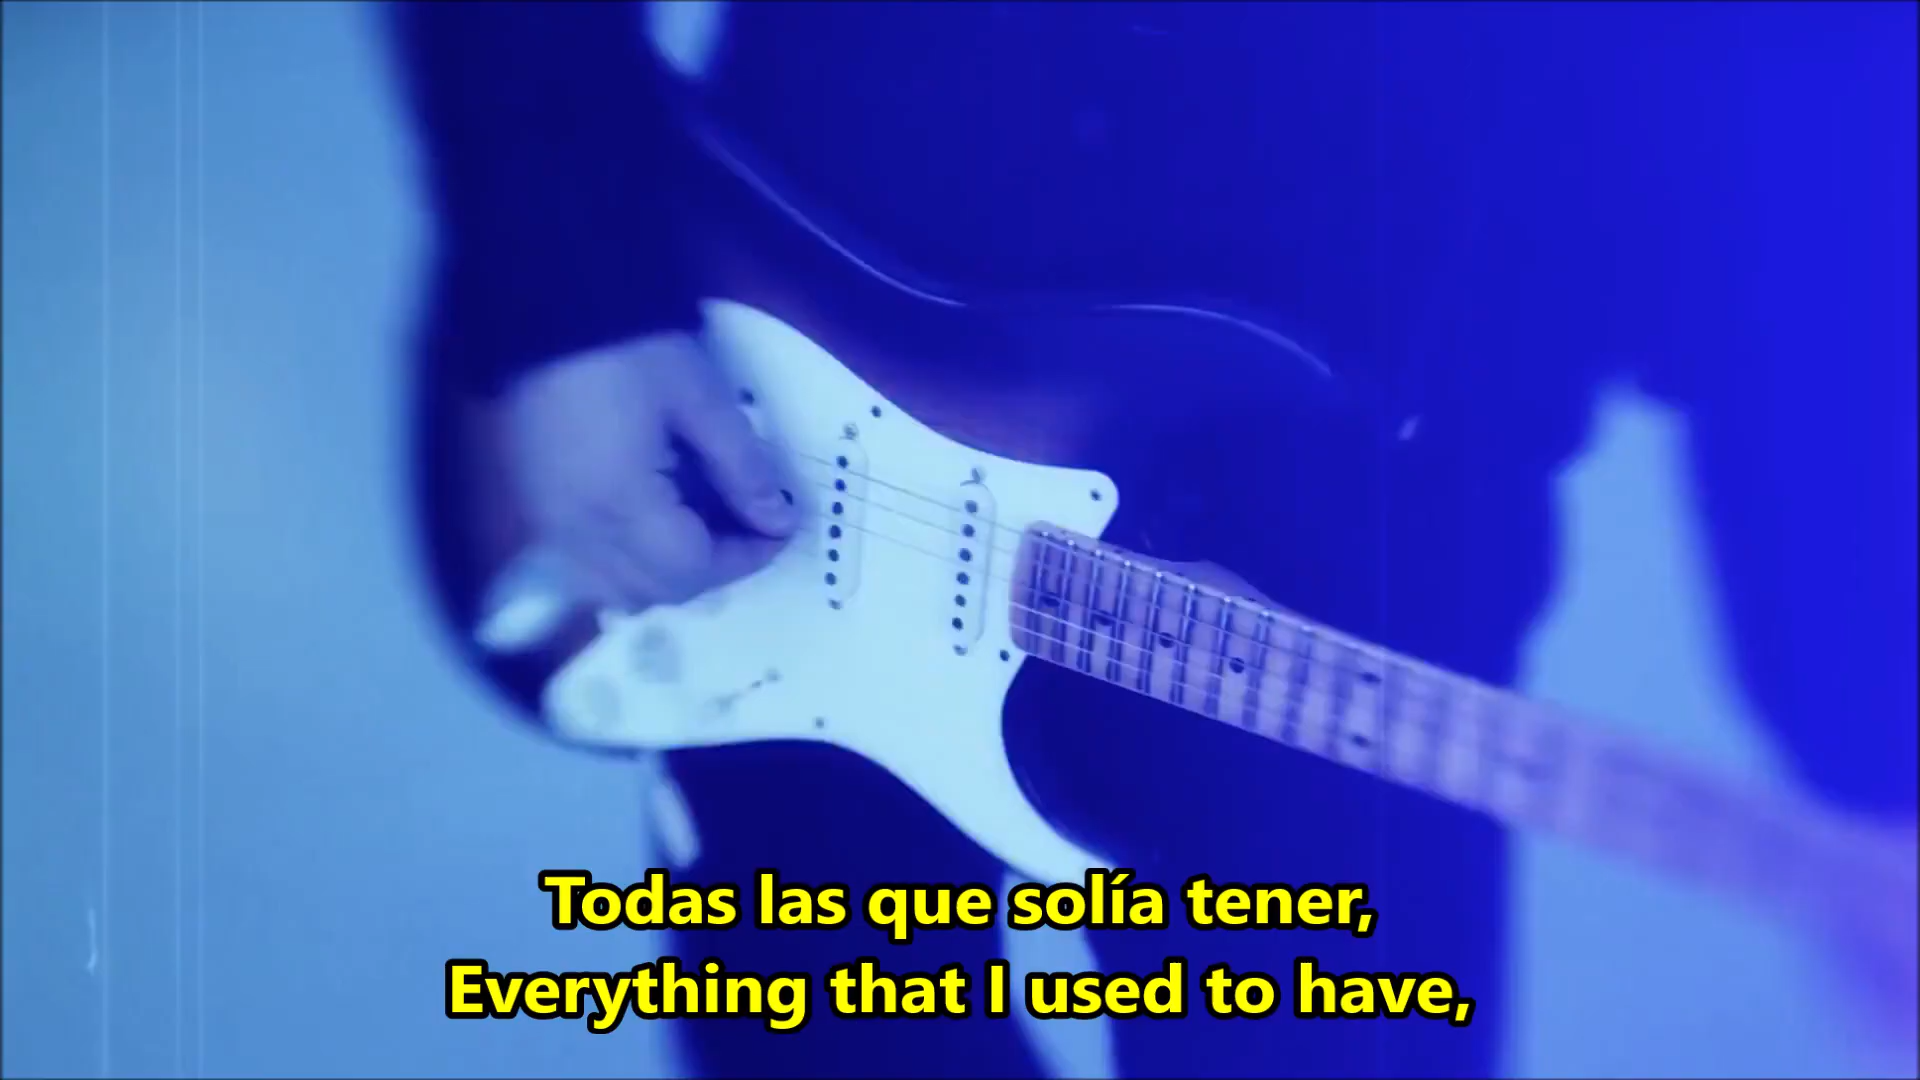 Todas las que solía tener,
Everything that I used to have,